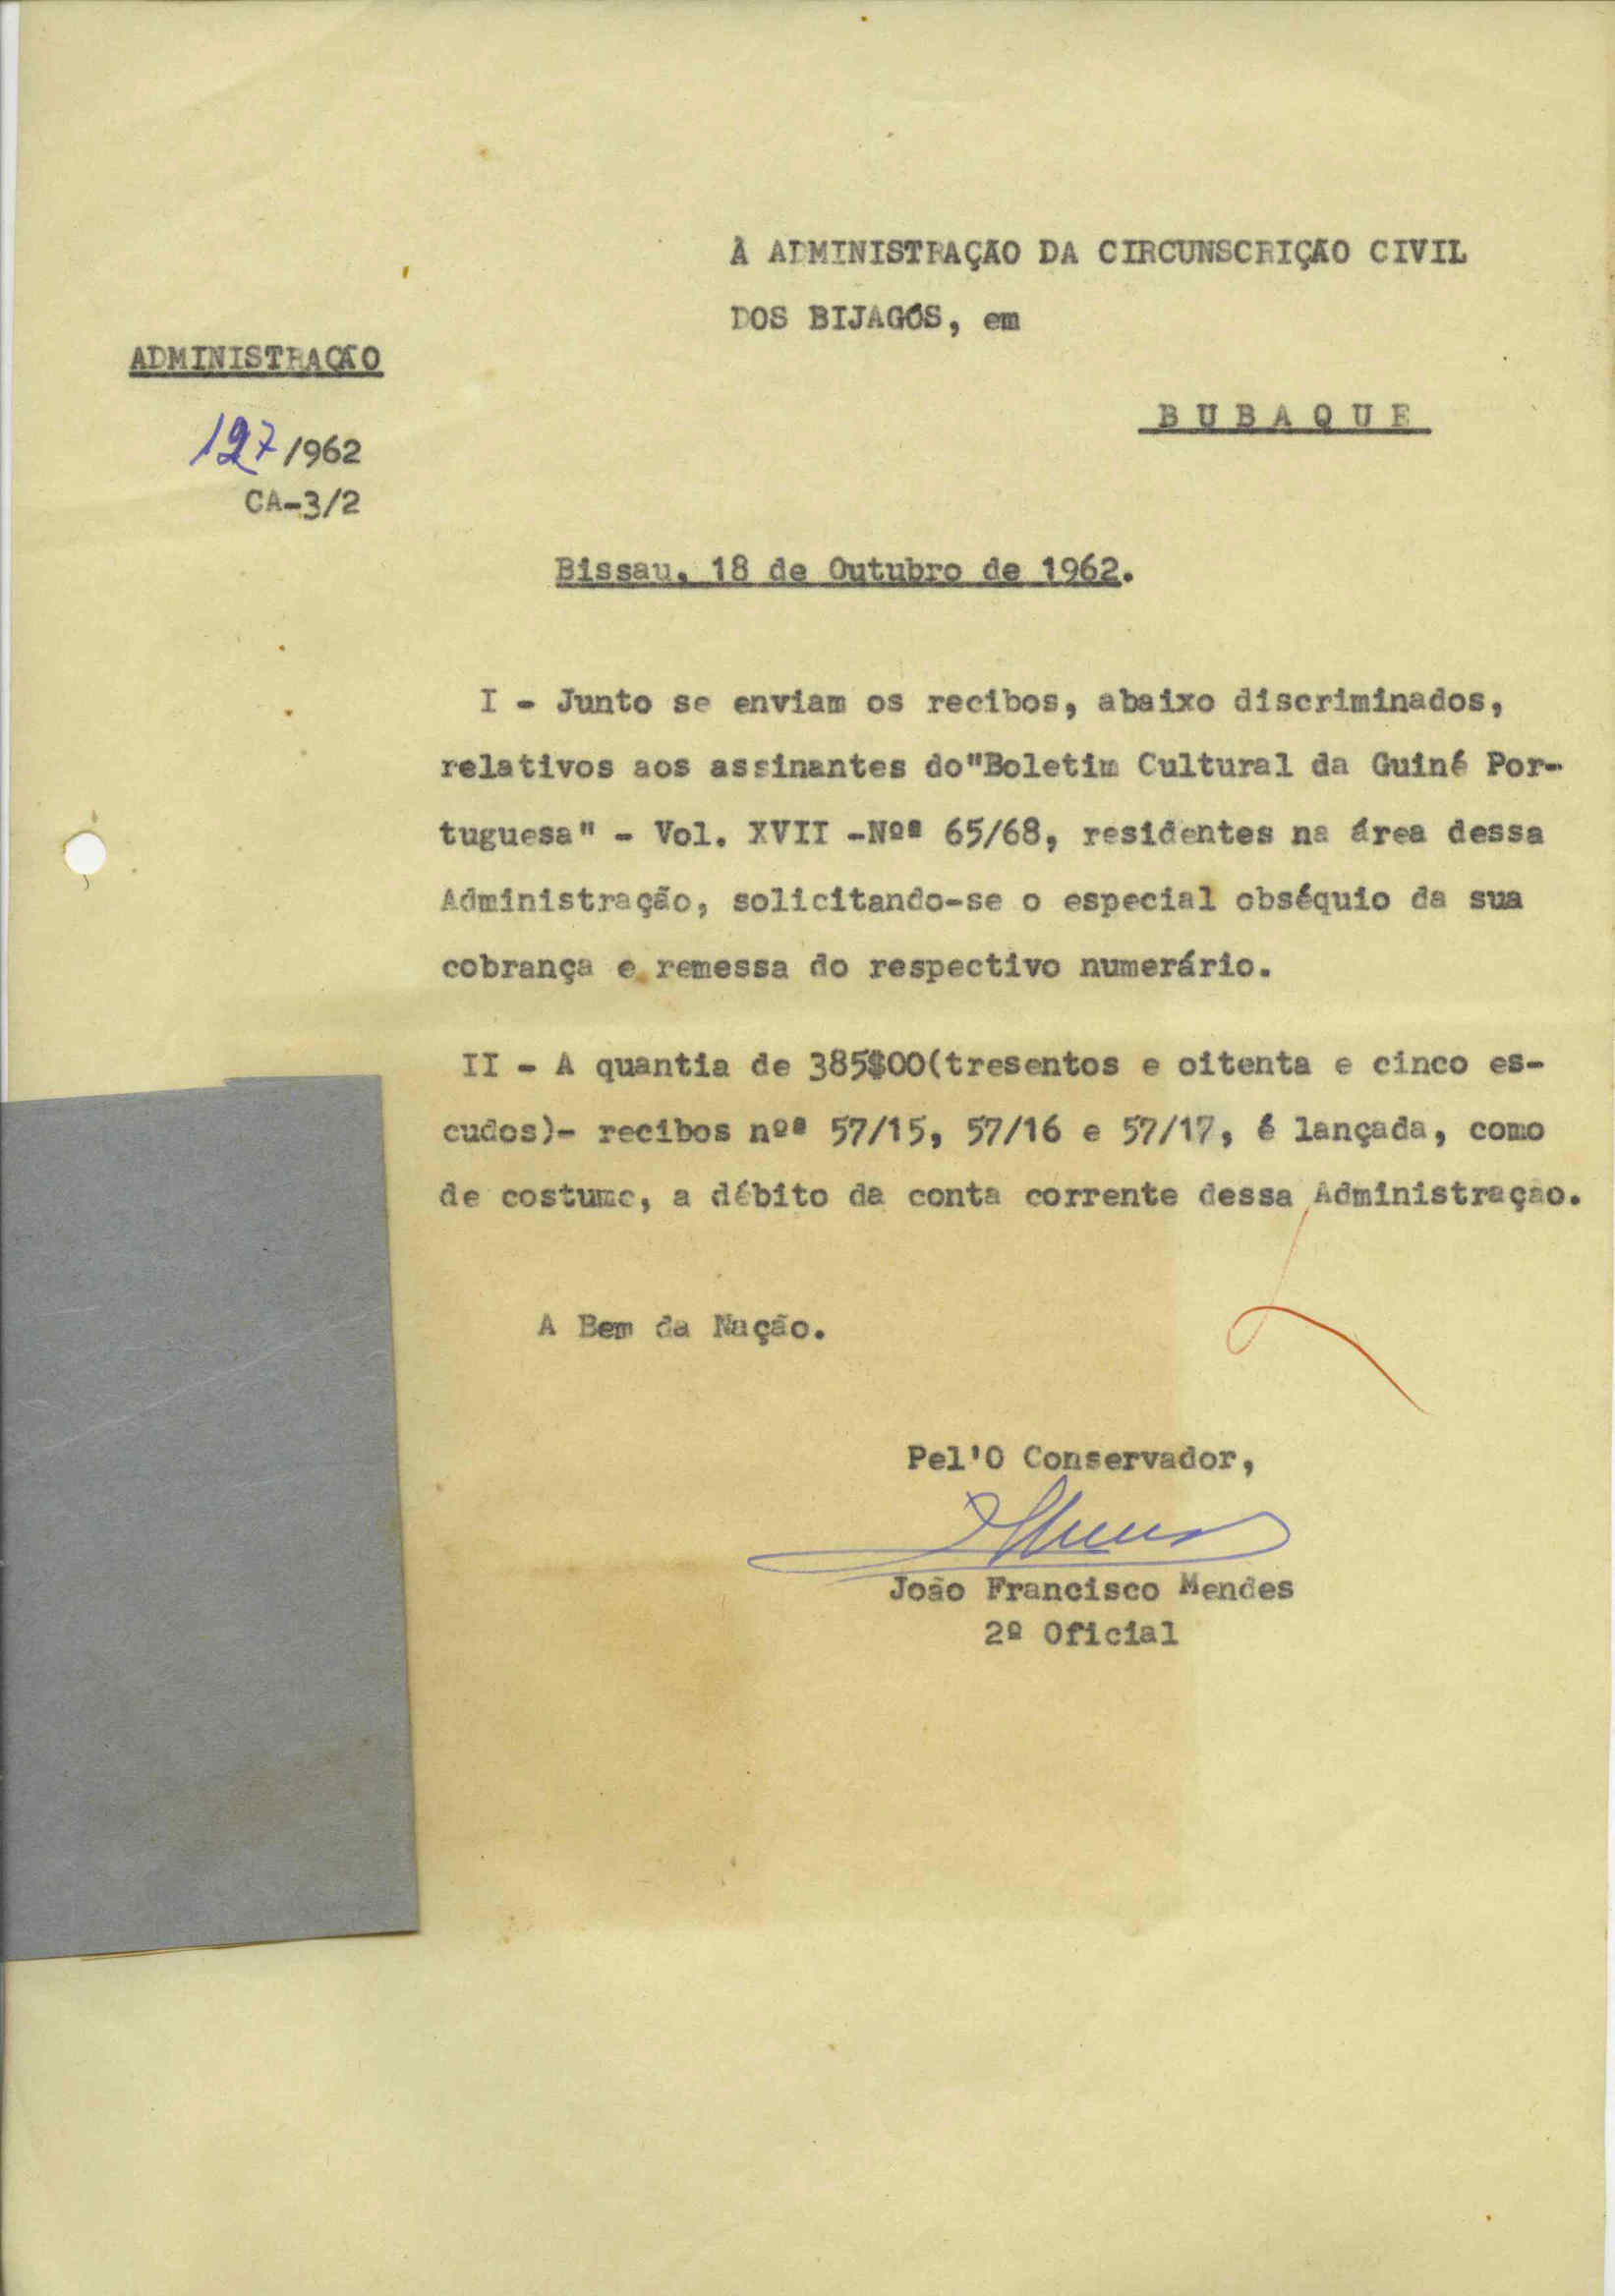 À ADMINISTRAÇÃO DA CIRCUNSCRIÇÃO CIVIL
DOS BIJAGÓS, em
ADMINISTRAÇÃO
BUBAQUE
127/1962
CA-3/2
Bissau, 18 de Outubro de 1962.
I - Junto se enviam os recibos, abaixo discriminados,
relativos aos assinantes do"Boletim Cultural da Guiné Por-
tuguesa" - Vol. XVII -Nºˢ 65/68, residentes na área dessa
Administração, solicitando-se o especial obséquio da sua
cobrança e remessa do respectivo numerário.
II - A quantia de 385$00(tresentos e oitenta e cinco es-
cudos)- recibos nºˢ 57/15, 57/16 e 57/17, é lançada, como
de costume, a débito da conta corrente dessa Administração.
A Bem da Nação.
Pel'O Conservador,
João Francisco Mendes
2º Oficial